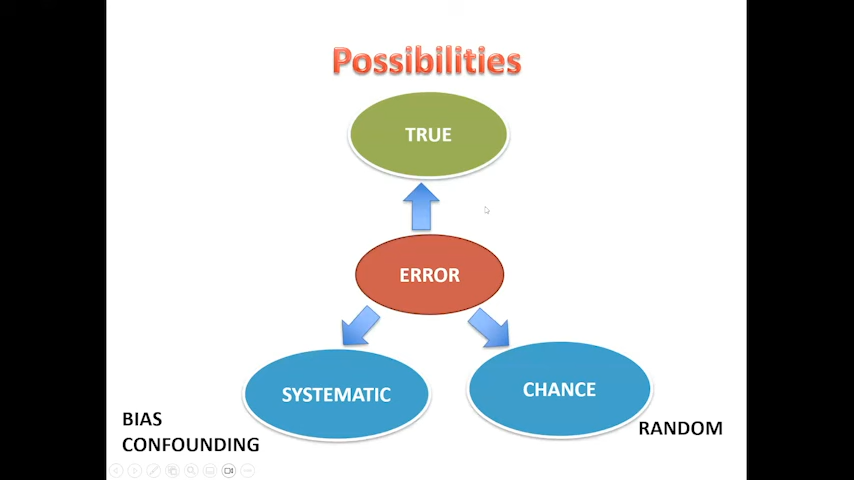 Possibilities
TRUE
ERROR
SYSTEMATIC
CHANCE
BIAS
CONFOUNDING
RANDOM